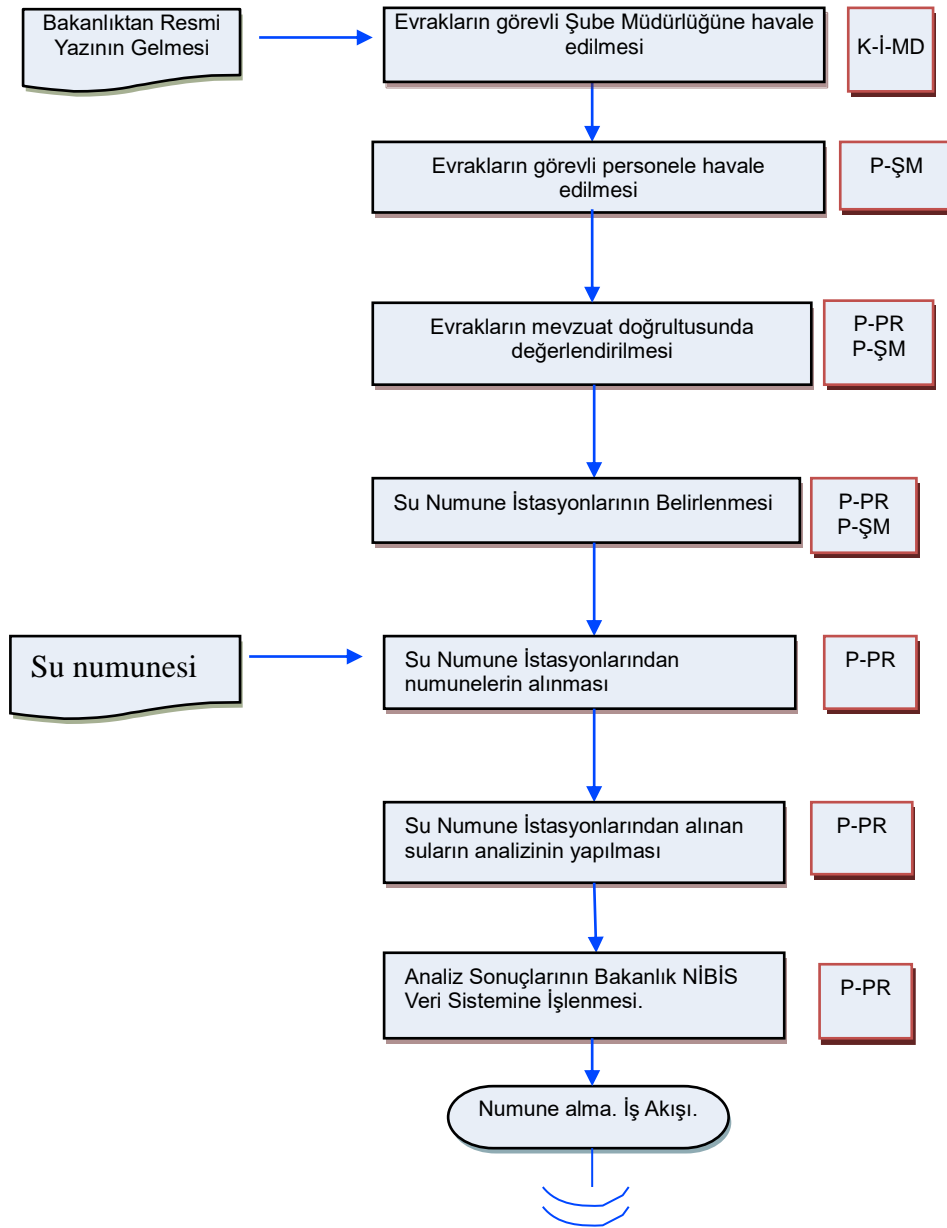 Bakanlıktan Resmi
Yazının Gelmesi
Evrakların görevli Şube Müdürlüğüne havale
edilmesi
K-İ-MD
Evrakların görevli personele havale
edilmesi
P-ŞM
Evrakların mevzuat doğrultusunda
değerlendirilmesi
P-PR
P-ŞM
Su Numune İstasyonlarının Belirlenmesi
P-PR
P-ŞM
Su numunesi
Su Numune İstasyonlarından
numunelerin alınması
P-PR
Su Numune İstasyonlarından alınan
suların analizinin yapılması
P-PR
Analiz Sonuçlarının Bakanlık NİBİS
Veri Sistemine İşlenmesi.
P-PR
Numune alma. İş Akışı.